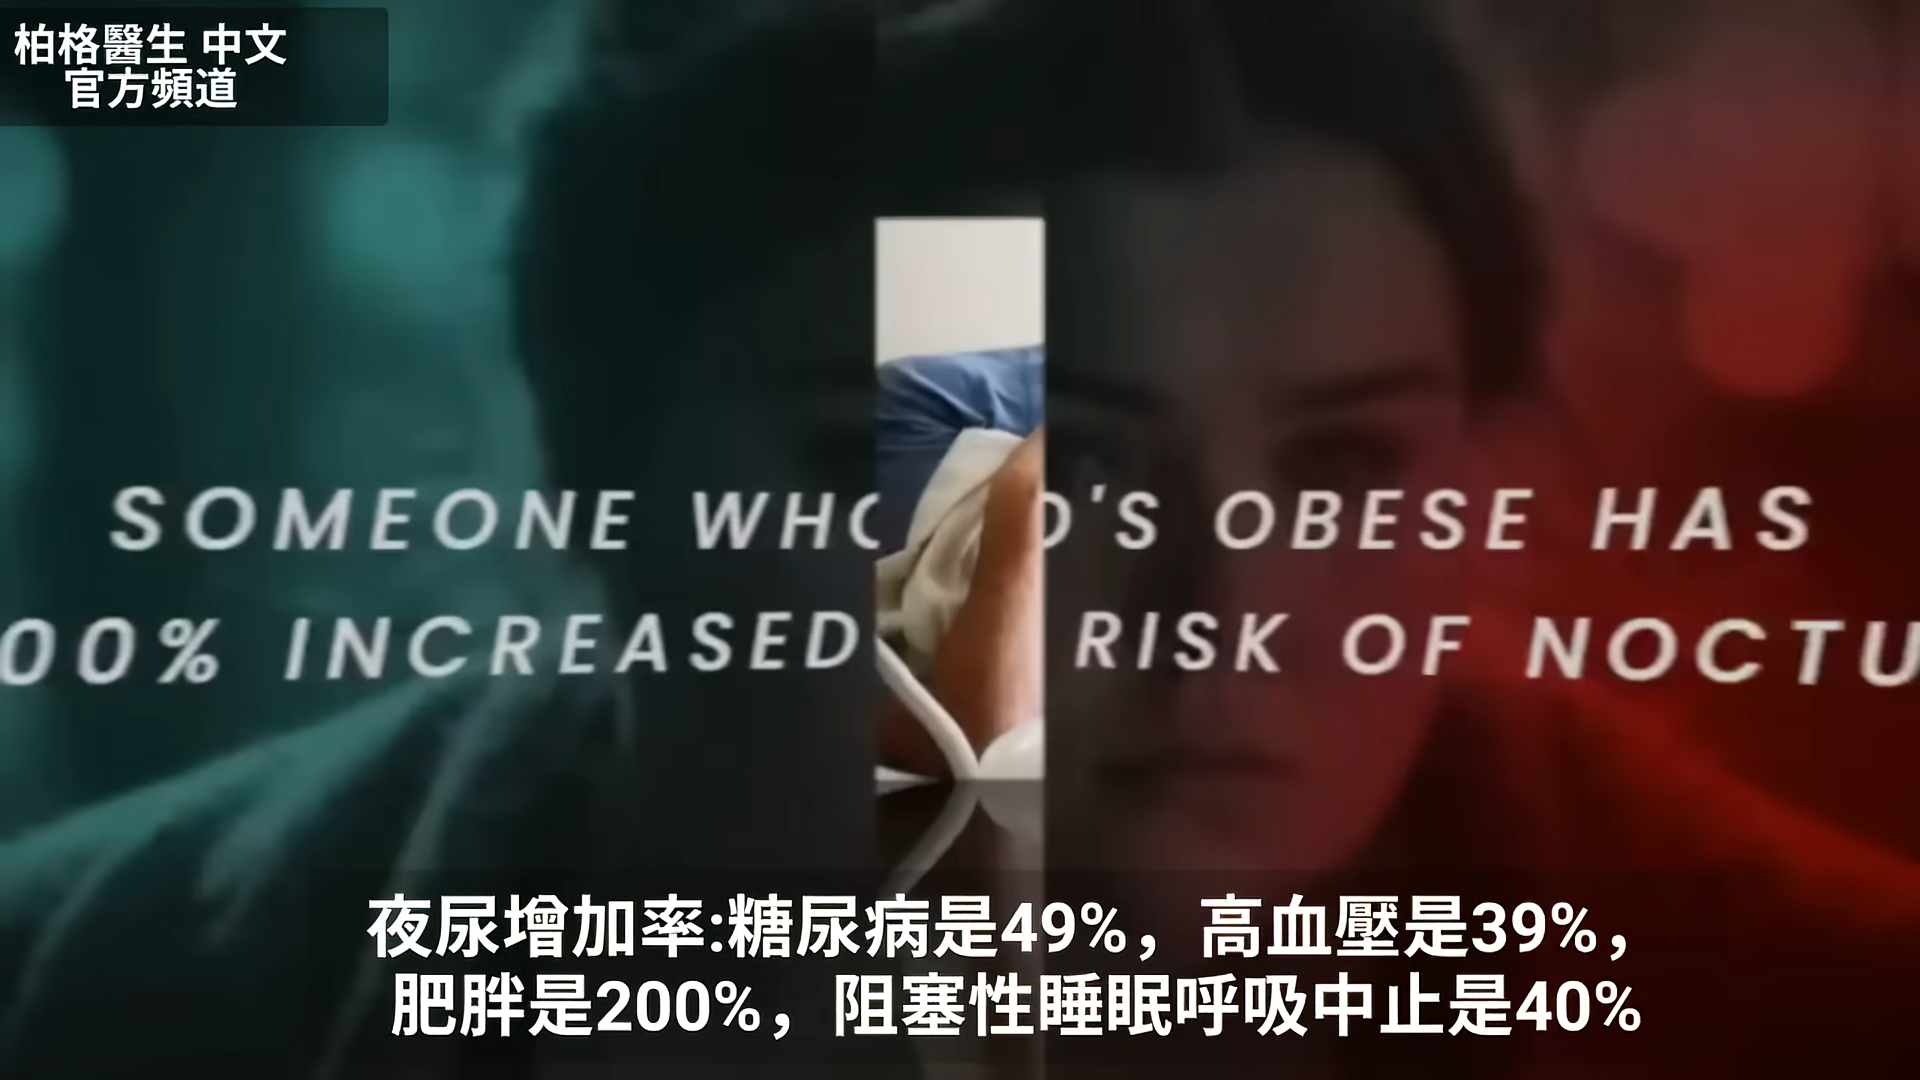 柏格醫生 中文
官方頻道
SOMEONE WHO'S OBESE HAS
00% INCREASED RISK OF NOCTU
夜尿增加率:糖尿病是49%，高血壓是39%，
肥胖是200%，阻塞性睡眠呼吸中止是40%